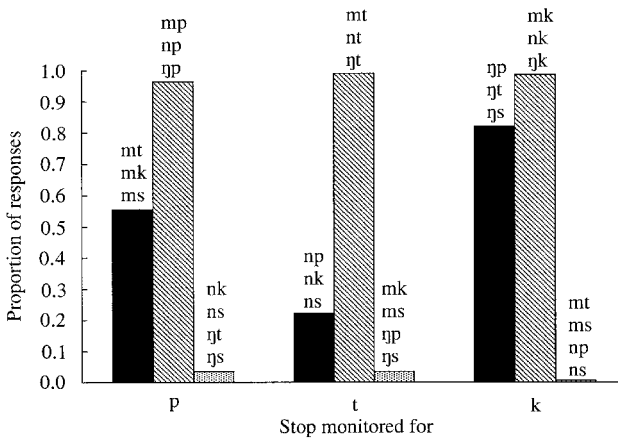 mp
np
ŋp
mt
nt
ŋt
mk
nk
ŋk
ŋp
ŋt
ŋs
mt
mk
ms
nk
ns
ŋt
ŋs
np
nk
ns
mk
ms
ŋp
ŋs
mt
ms
np
ns
1.0
0.9
0.8
0.7
0.6
0.5
0.4
0.3
0.2
0.1
0.0
Proportion of responses
p t k
Stop monitored for